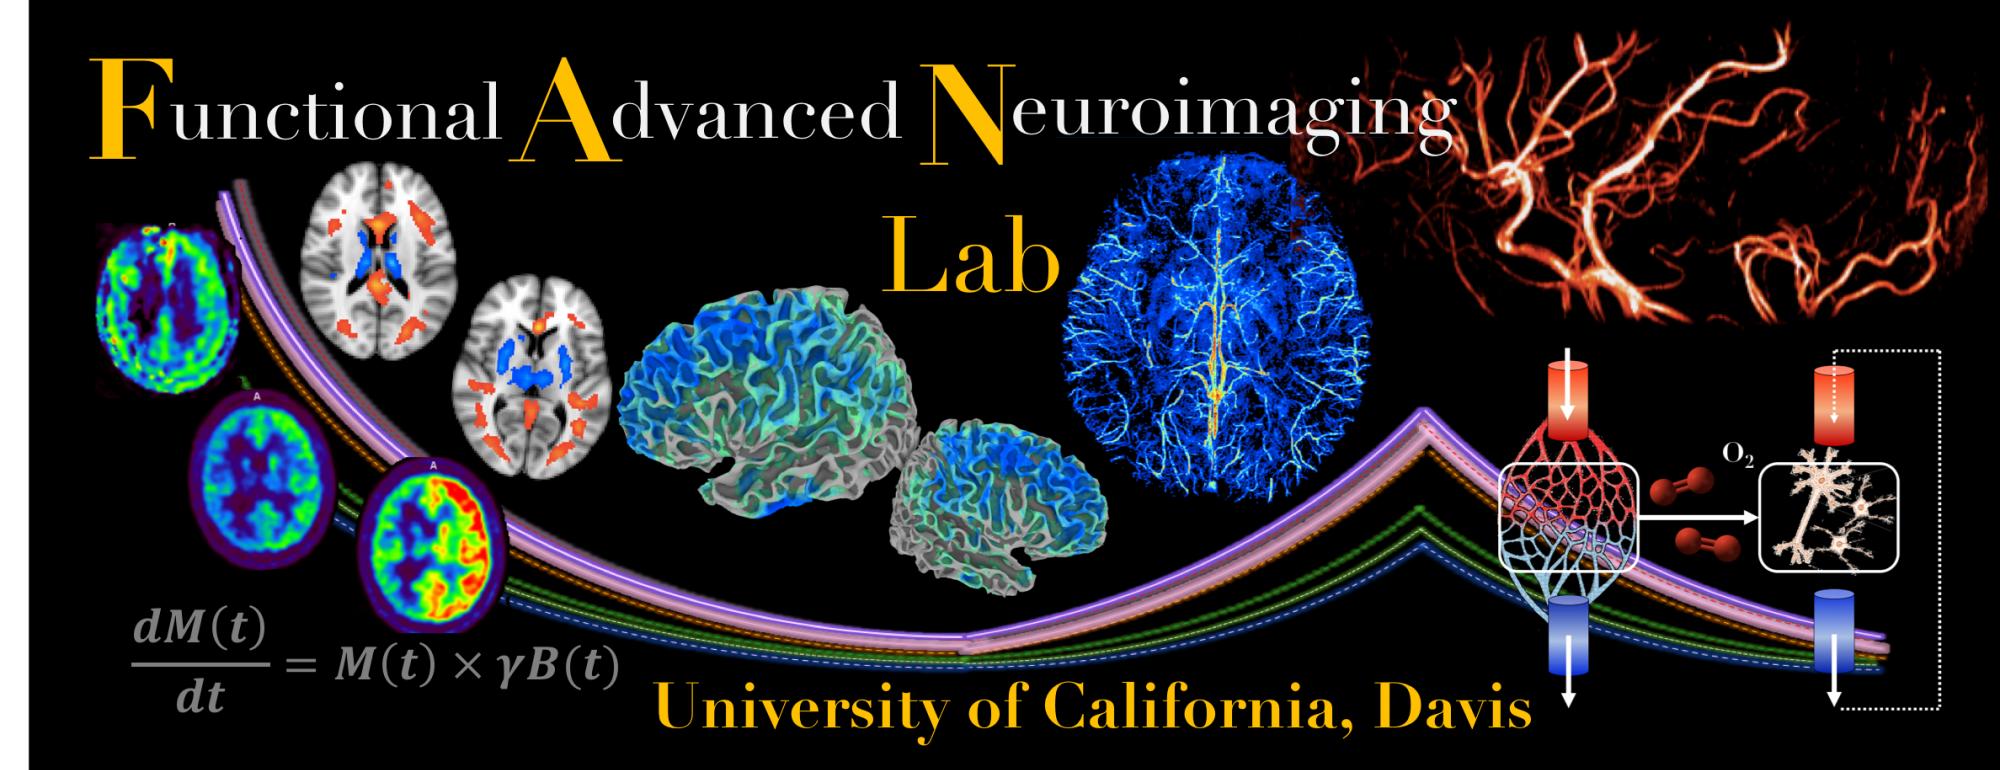 Functional Advanced Neuroimaging
Lab
A
A
A
O₂
dM(t)
dt
= M(t) × γB(t)
University of California, Davis